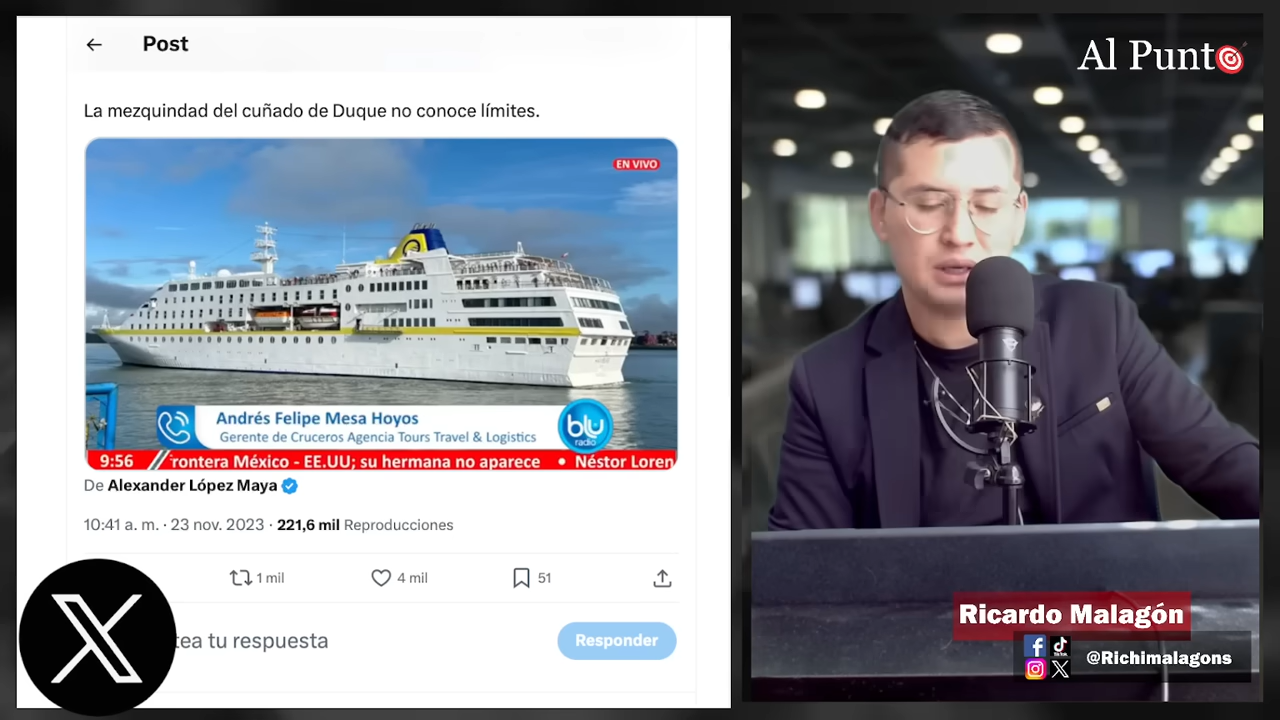 Post
La mezquindad del cuñado de Duque no conoce límites.
EN VIVO
Andrés Felipe Mesa Hoyos
Gerente de Cruceros Agencia Tours Travel & Logistics
blu
radio
9:56 rontera México - EE.UU; su hermana no aparece • Néstor Loren
De Alexander López Maya
10:41 a. m. · 23 nov. 2023 · 221,6 mil Reproducciones
1 mil 4 mil 51
tea tu respuesta
Responder
Al Punto
Ricardo Malagón
@Richimalagons